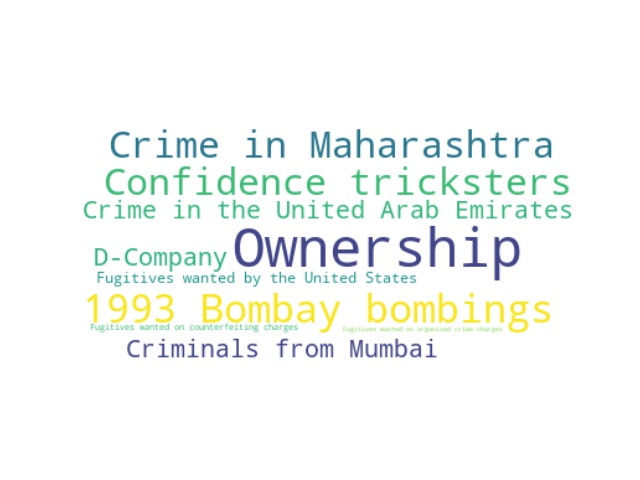 Crime in Maharashtra
Confidence tricksters
Crime in the United Arab Emirates
D-Company
Ownership
Fugitives wanted by the United States
1993 Bombay bombings
Fugitives wanted on counterfeiting charges
Fugitives wanted on organised crime charges
Criminals from Mumbai